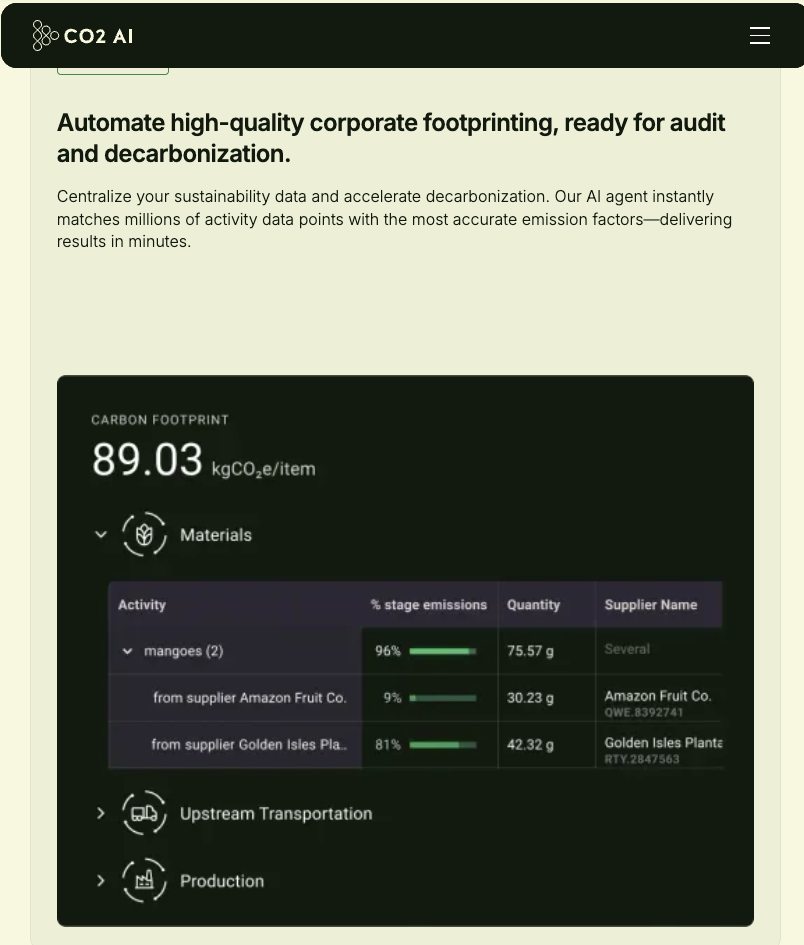 CO2 AI
Automate high-quality corporate footprinting, ready for audit
and decarbonization.
Centralize your sustainability data and accelerate decarbonization. Our AI agent instantly
matches millions of activity data points with the most accurate emission factors—delivering
results in minutes.
CARBON FOOTPRINT
89.03 kgCO₂e/item
Materials
Activity % stage emissions Quantity Supplier Name
mangoes (2) 96% 75.57 g Several
from supplier Amazon Fruit Co. 9% 30.23 g Amazon Fruit Co.
QWE.8392741
from supplier Golden Isles Pla.. 81% 42.32 g Golden Isles Planta
RTY.2847563
Upstream Transportation
Production